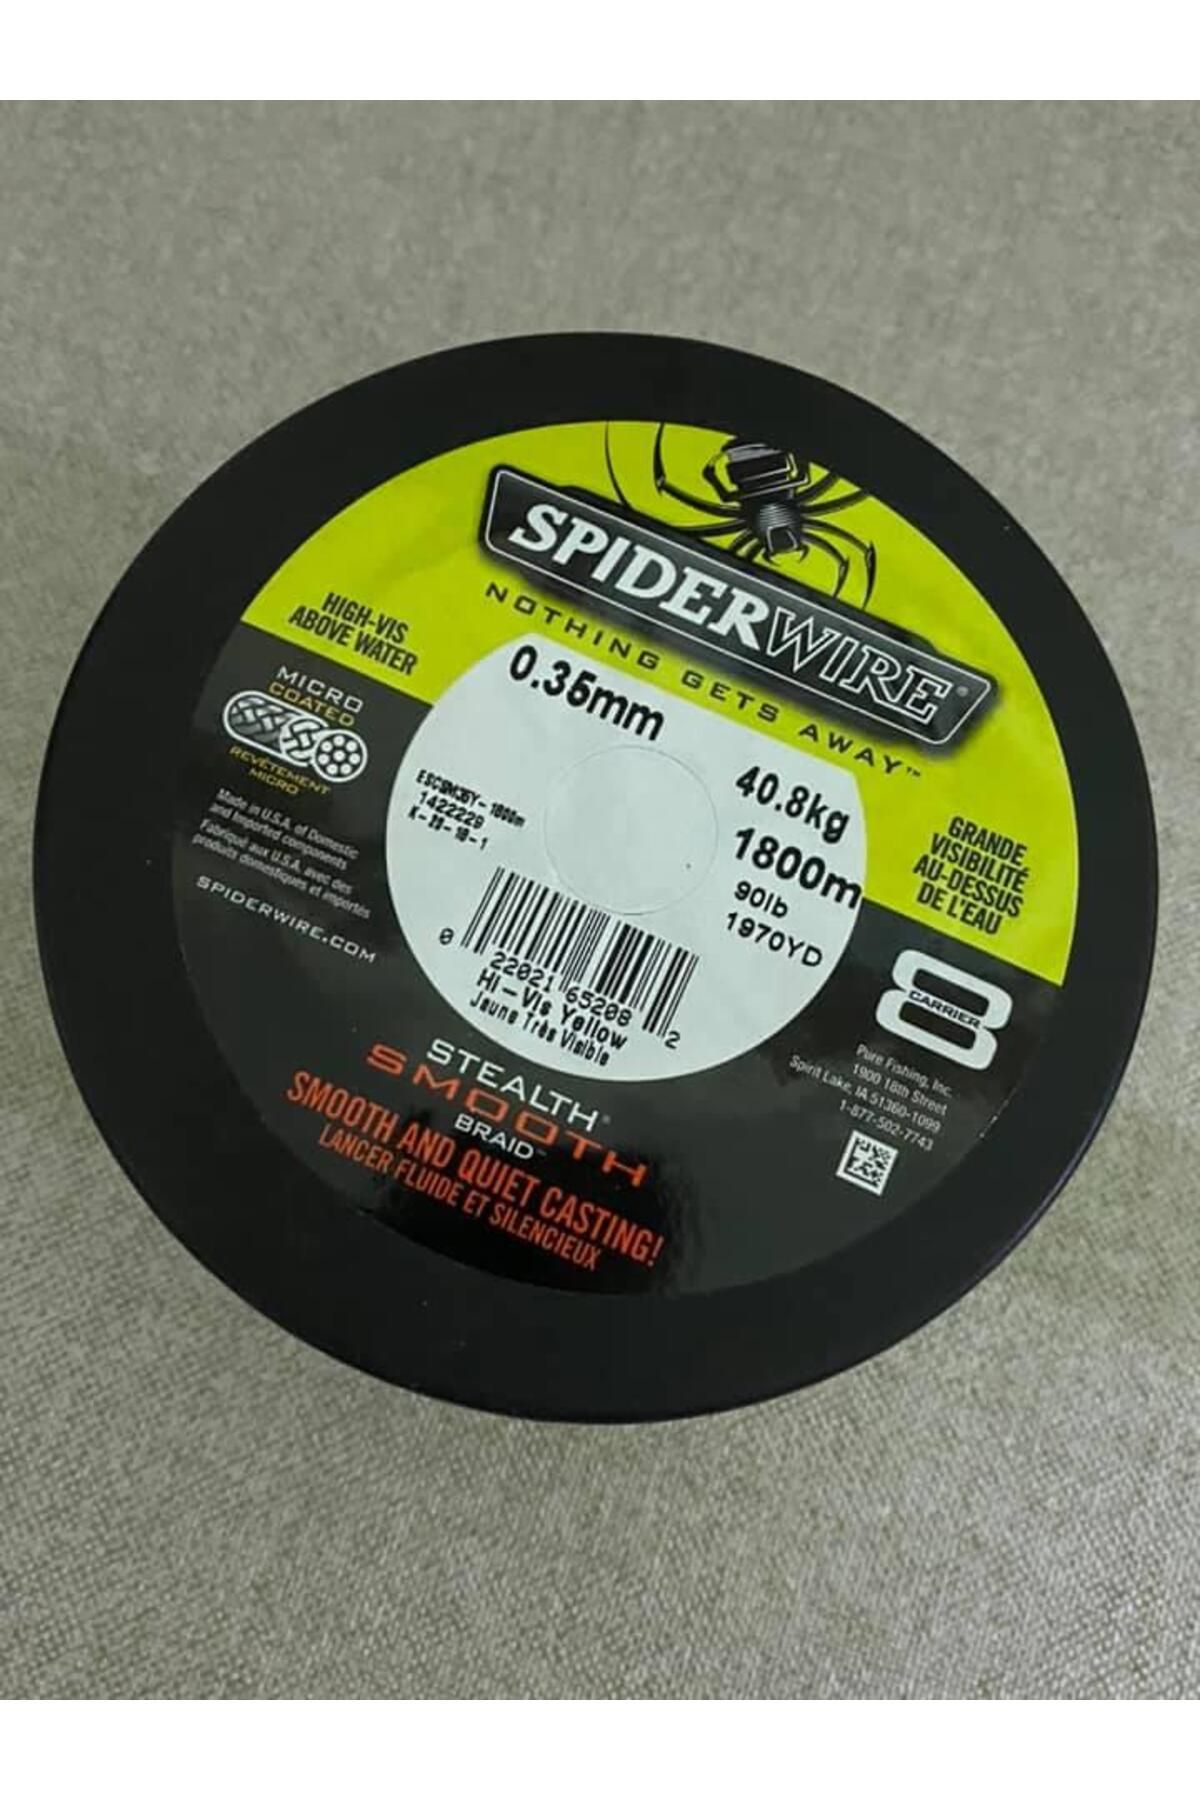 SPIDERWIRE®
NOTHING GETS AWAY™
HIGH-VIS
ABOVE WATER
MICRO
COATED
REVÊTEMENT
MICRO
Made in U.S.A. of Domestic
and Imported components
Fabriqué aux U.S.A. avec des
produits domestiques et importés
SPIDERWIRE.COM
0.35mm
40.8kg
1800m
90lb
1970YD
1422229
0 22021 65208 2
Hi-Vis Yellow
Jaune Très Visible
GRANDE
VISIBILITÉ
AU-DESSUS
DE L'EAU
8
CARRIER
Pure Fishing, Inc.
1900 18th Street
Spirit Lake, IA 51360-1099
1-877-502-7743
STEALTH®
SMOOTH
BRAID™
SMOOTH AND QUIET CASTING!
LANCER FLUIDE ET SILENCIEUX